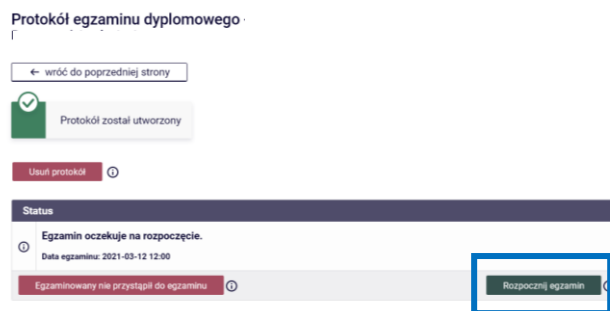 Protokół egzaminu dyplomowego
← wróć do poprzedniej strony
Protokół został utworzony
Usuń protokół
Status
Egzamin oczekuje na rozpoczęcie.
Data egzaminu: 2021-03-12 12:00
Egzaminowany nie przystąpił do egzaminu
Rozpocznij egzamin